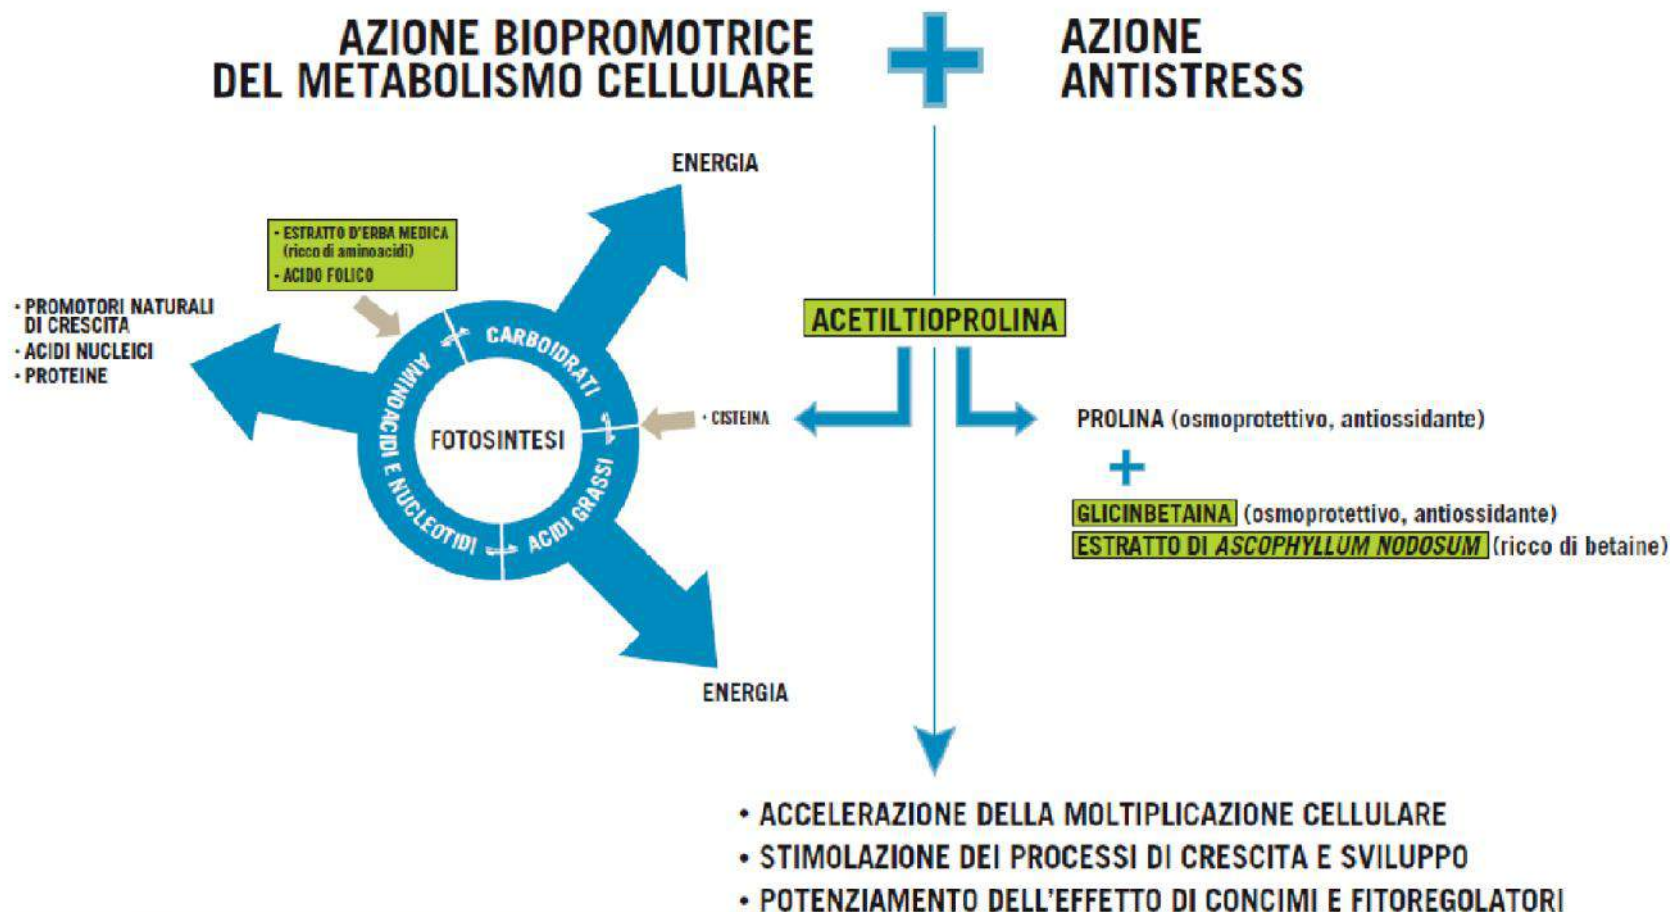 AZIONE BIOPROMOTRICE
DEL METABOLISMO CELLULARE
AZIONE
ANTISTRESS
ENERGIA
• ESTRATTO D'ERBA MEDICA
(ricco di aminoacidi)
• ACIDO FOLICO
• PROMOTORI NATURALI
DI CRESCITA
• ACIDI NUCLEICI
• PROTEINE
CARBOIDRATI
AMINOACIDI E NUCLEOTIDI
ACIDI GRASSI
FOTOSINTESI
• CISTEINA
ENERGIA
ACETILTIOPROLINA
PROLINA (osmoprotettivo, antiossidante)
GLICINBETAINA (osmoprotettivo, antiossidante)
ESTRATTO DI ASCOPHYLLUM NODOSUM (ricco di betaine)
• ACCELERAZIONE DELLA MOLTIPLICAZIONE CELLULARE
• STIMOLAZIONE DEI PROCESSI DI CRESCITA E SVILUPPO
• POTENZIAMENTO DELL'EFFETTO DI CONCIMI E FITOREGOLATORI